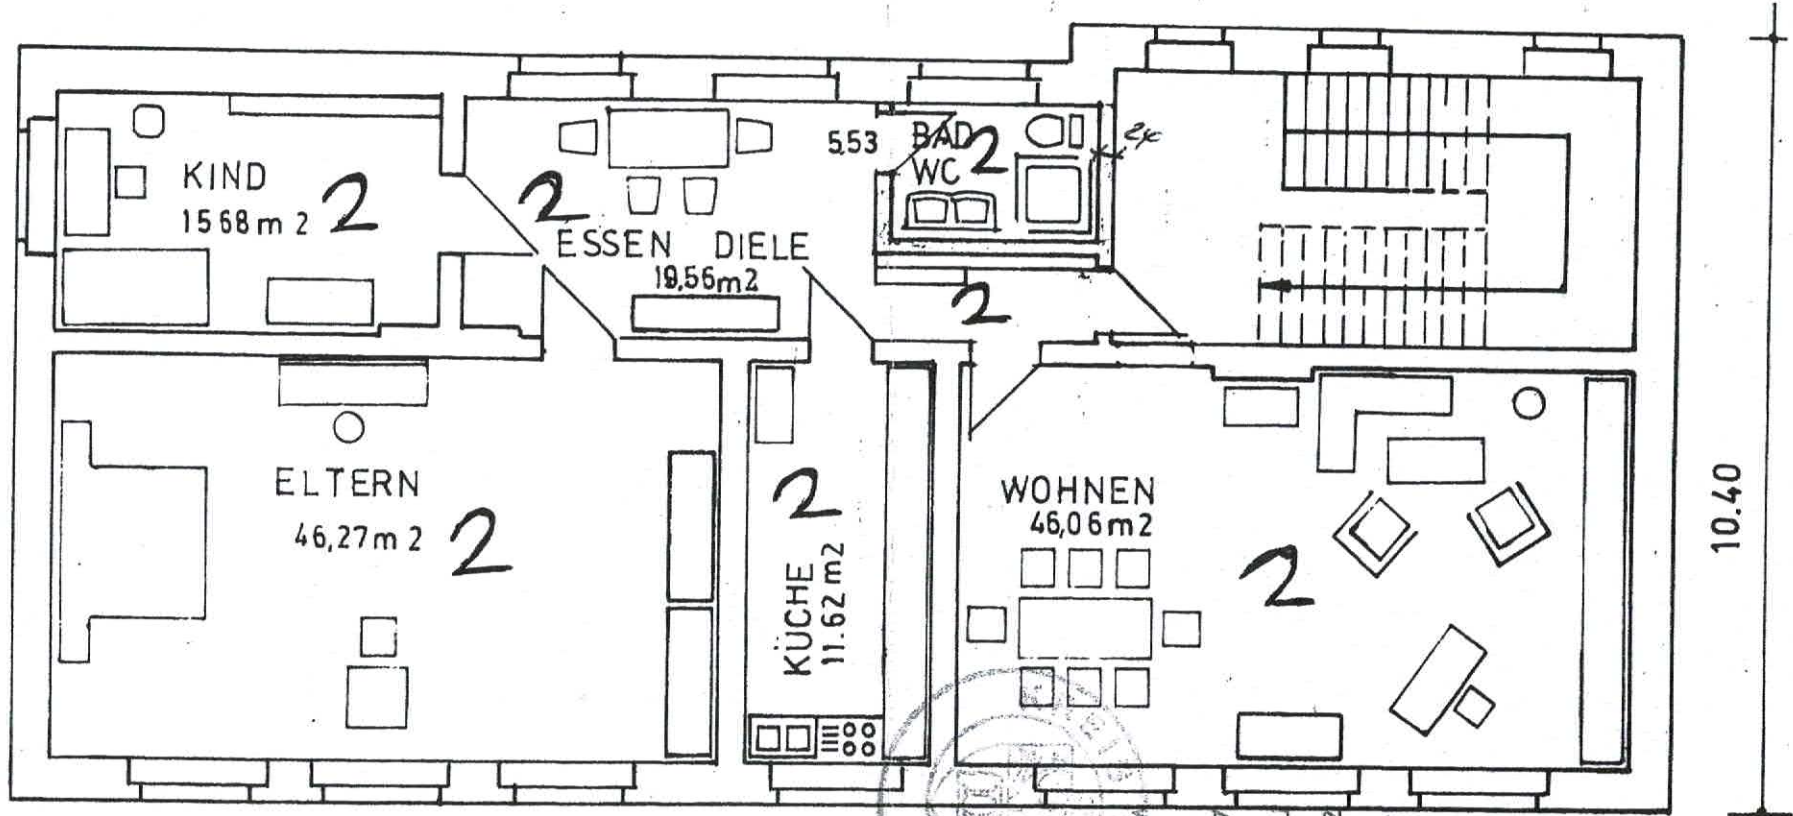 KIND
15 68 m 2
2
2
ESSEN DIELE
19,56 m2
5,53
BAD
WC
2
2
ELTERN
46,27 m 2
2
KÜCHE
11.62 m2
2
WOHNEN
46,06 m 2
2
10.40